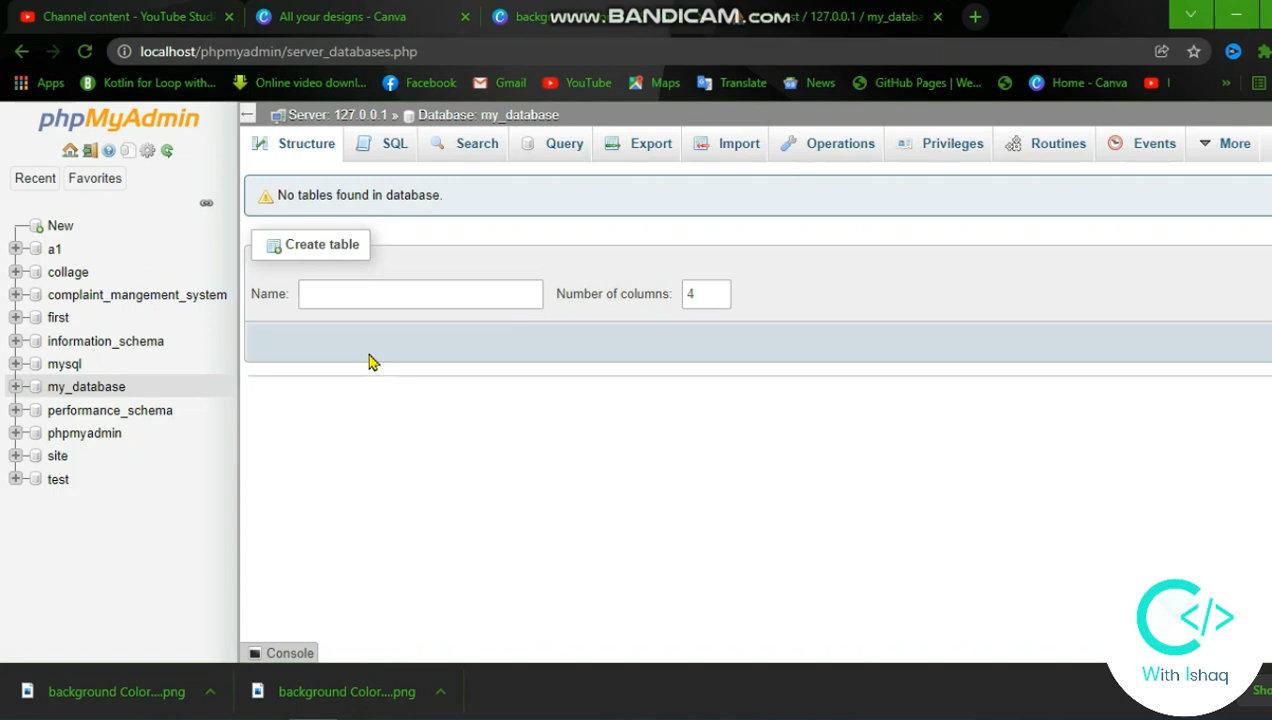 Channel content - YouTube Studi
All your designs - Canva
backg
www.BANDICAM.com
st / 127.0.0.1 / my_databa
localhost/phpmyadmin/server_databases.php
Apps
Kotlin for Loop with...
Online video downl...
Facebook
Gmail
YouTube
Maps
Translate
News
GitHub Pages | We...
Home - Canva
»
phpMyAdmin
Recent
Favorites
New
a1
collage
complaint_mangement_system
first
information_schema
mysql
my_database
performance_schema
phpmyadmin
site
test
Server: 127.0.0.1 » Database: my_database
Structure
SQL
Search
Query
Export
Import
Operations
Privileges
Routines
Events
More
No tables found in database.
Create table
Name:
Number of columns: 4
Console
C </>
With Ishaq
background Color....png
background Color....png
Sho